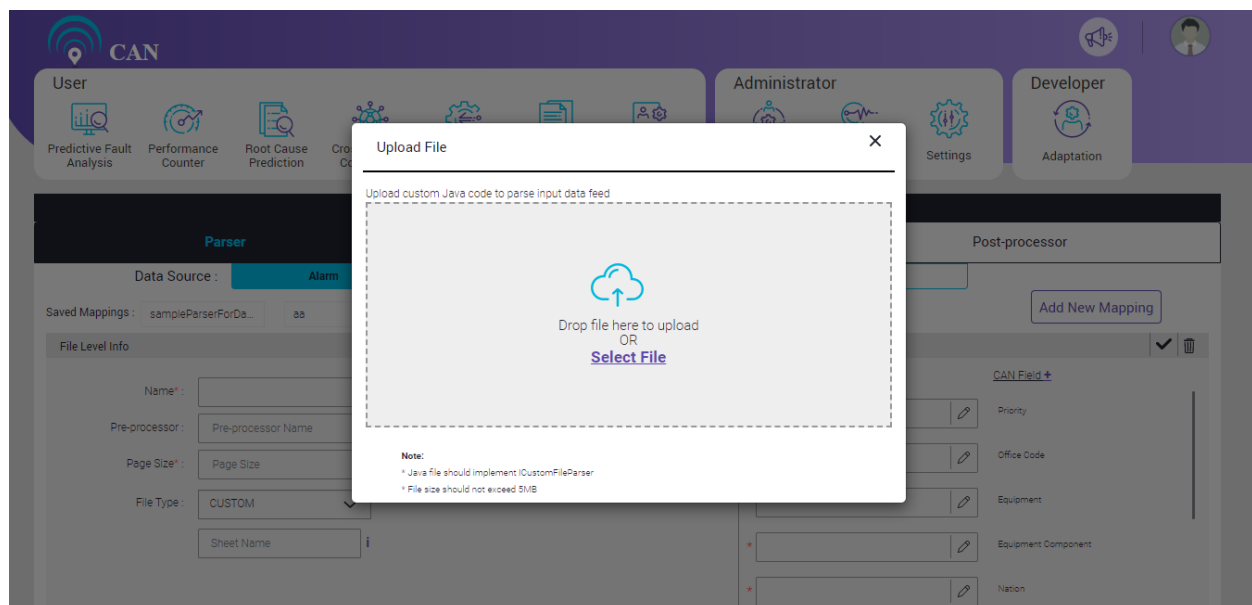 CAN
User
Administrator
Developer
Predictive Fault
Analysis
Performance
Counter
Root Cause
Prediction
Settings
Adaptation
Upload File
Upload custom Java code to parse input data feed
Drop file here to upload
OR
Select File
Note:
* Java file should implement ICustomFileParser
* File size should not exceed 5MB
Parser
Post-processor
Data Source :
Alarm
Saved Mappings :
sampleParserForDa...
aa
Add New Mapping
File Level Info
CAN Field +
Name* :
Pre-processor :
Pre-processor Name
Page Size* :
Page Size
File Type :
CUSTOM
Sheet Name
i
Priority
Office Code
Equipment
* Equipment Component
* Nation